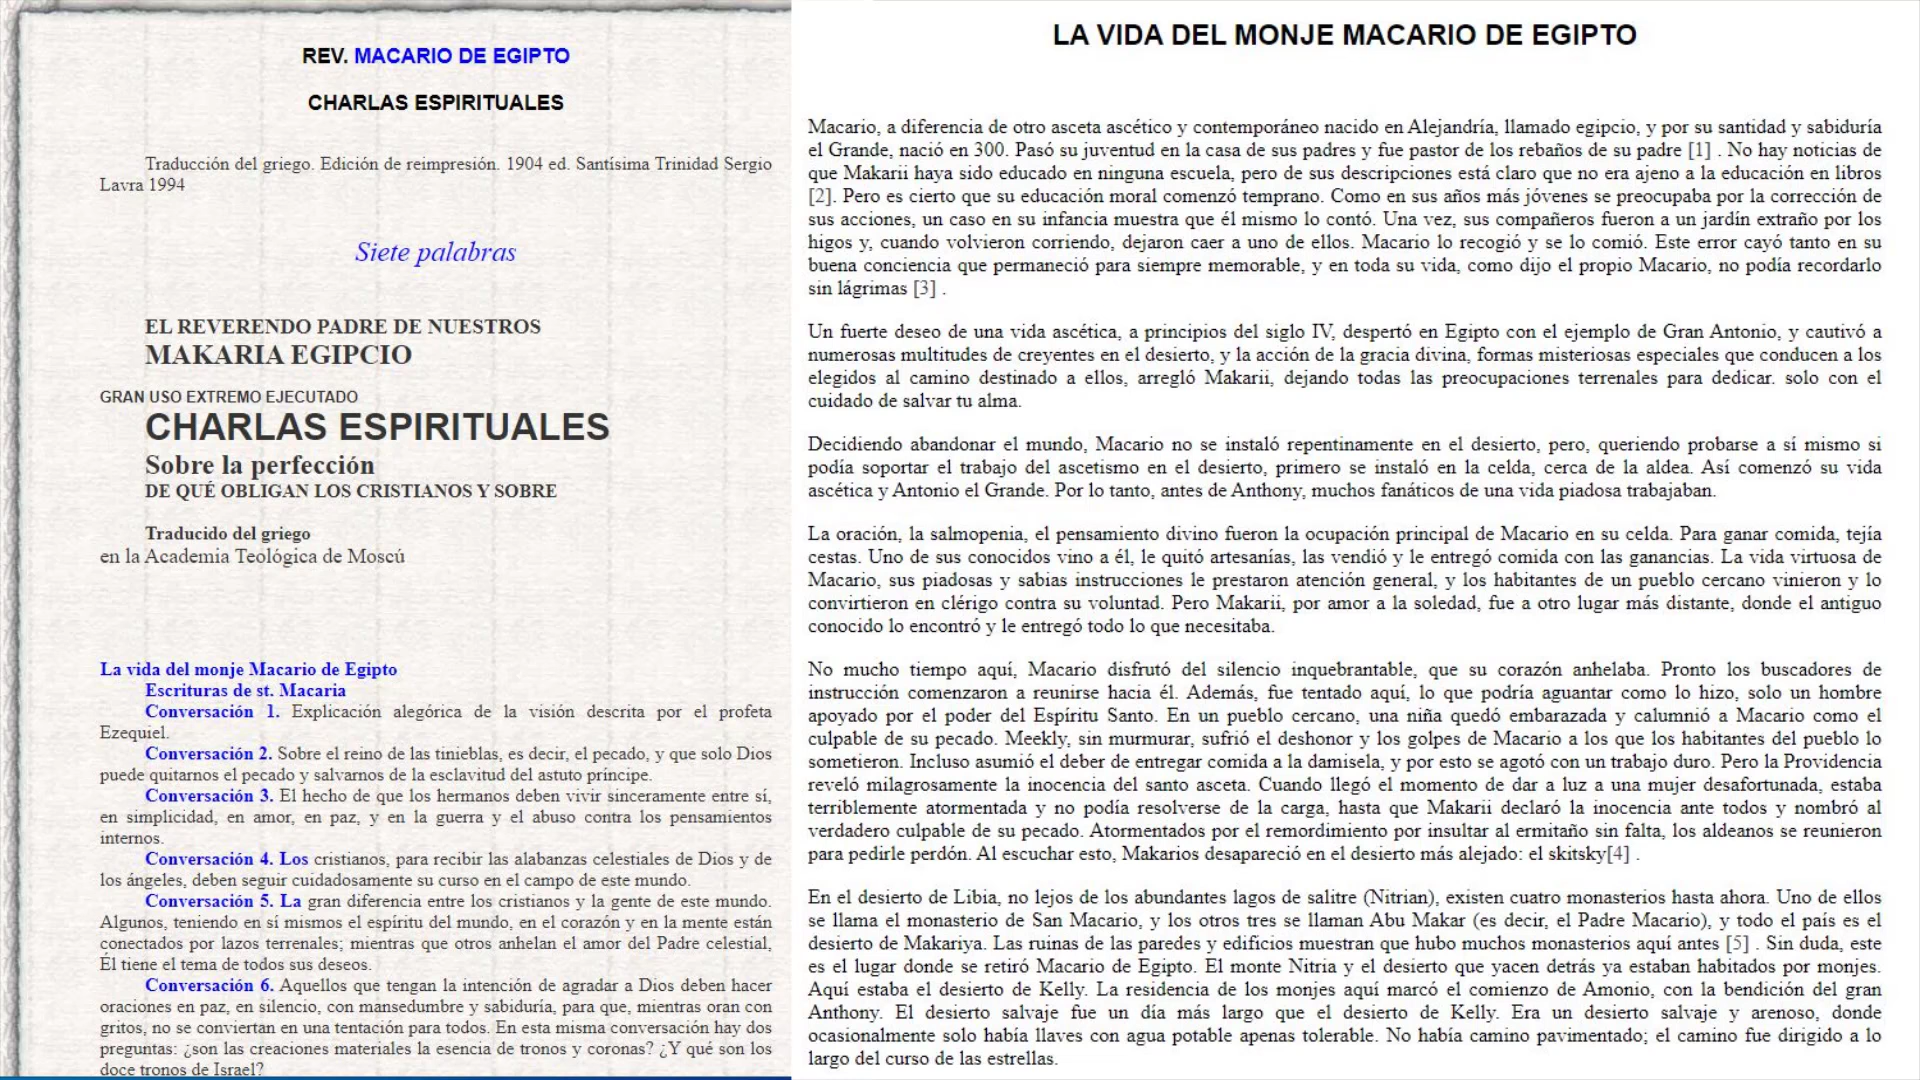 REV. MACARIO DE EGIPTO
CHARLAS ESPIRITUALES
Traducción del griego. Edición de reimpresión. 1904 ed. Santísima Trinidad Sergio
Lavra 1994
Siete palabras
EL REVERENDO PADRE DE NUESTROS
MAKARIA EGIPCIO
GRAN USO EXTREMO EJECUTADO
CHARLAS ESPIRITUALES
Sobre la perfección
DE QUÉ OBLIGAN LOS CRISTIANOS Y SOBRE
Traducido del griego
en la Academia Teológica de Moscú
La vida del monje Macario de Egipto
Escrituras de st. Macaria
Conversación 1. Explicación alegórica de la visión descrita por el profeta
Ezequiel.
Conversación 2. Sobre el reino de las tinieblas, es decir, el pecado, y que solo Dios
puede quitarnos el pecado y salvarnos de la esclavitud del astuto príncipe.
Conversación 3. El hecho de que los hermanos deben vivir sinceramente entre sí,
en simplicidad, en amor, en paz, y en la guerra y el abuso contra los pensamientos
internos.
Conversación 4. Los cristianos, para recibir las alabanzas celestiales de Dios y de
los ángeles, deben seguir cuidadosamente su curso en el campo de este mundo.
Conversación 5. La gran diferencia entre los cristianos y la gente de este mundo.
Algunos, teniendo en sí mismos el espíritu del mundo, en el corazón y en la mente están
conectados por lazos terrenales; mientras que otros anhelan el amor del Padre celestial,
Él tiene el tema de todos sus deseos.
Conversación 6. Aquellos que tengan la intención de agradar a Dios deben hacer
oraciones en paz, en silencio, con mansedumbre y sabiduría, para que, mientras oran con
gritos, no se conviertan en una tentación para todos. En esta misma conversación hay dos
preguntas: ¿son las creaciones materiales la esencia de tronos y coronas? ¿Y qué son los
doce tronos de Israel?
LA VIDA DEL MONJE MACARIO DE EGIPTO
Macario, a diferencia de otro asceta ascético y contemporáneo nacido en Alejandría, llamado egipcio, y por su santidad y sabiduría
el Grande, nació en 300. Pasó su juventud en la casa de sus padres y fue pastor de los rebaños de su padre [1] . No hay noticias de
que Makarii haya sido educado en ninguna escuela, pero de sus descripciones está claro que no era ajeno a la educación en libros
[2]. Pero es cierto que su educación moral comenzó temprano. Como en sus años más jóvenes se preocupaba por la corrección de
sus acciones, un caso en su infancia muestra que él mismo lo contó. Una vez, sus compañeros fueron a un jardín extraño por los
higos y, cuando volvieron corriendo, dejaron caer a uno de ellos. Macario lo recogió y se lo comió. Este error cayó tanto en su
buena conciencia que permaneció para siempre memorable, y en toda su vida, como dijo el propio Macario, no podía recordarlo
sin lágrimas [3] .
Un fuerte deseo de una vida ascética, a principios del siglo IV, despertó en Egipto con el ejemplo de Gran Antonio, y cautivó a
numerosas multitudes de creyentes en el desierto, y la acción de la gracia divina, formas misteriosas especiales que conducen a los
elegidos al camino destinado a ellos, arregló Makarii, dejando todas las preocupaciones terrenales para dedicar. solo con el
cuidado de salvar tu alma.
Decidiendo abandonar el mundo, Macario no se instaló repentinamente en el desierto, pero, queriendo probarse a sí mismo si
podía soportar el trabajo del ascetismo en el desierto, primero se instaló en la celda, cerca de la aldea. Así comenzó su vida
ascética y Antonio el Grande. Por lo tanto, antes de Anthony, muchos fanáticos de una vida piadosa trabajaban.
La oración, la salmopenia, el pensamiento divino fueron la ocupación principal de Macario en su celda. Para ganar comida, tejía
cestas. Uno de sus conocidos vino a él, le quitó artesanías, las vendió y le entregó comida con las ganancias. La vida virtuosa de
Macario, sus piadosas y sabias instrucciones le prestaron atención general, y los habitantes de un pueblo cercano vinieron y lo
convirtieron en clérigo contra su voluntad. Pero Makarii, por amor a la soledad, fue a otro lugar más distante, donde el antiguo
conocido lo encontró y le entregó todo lo que necesitaba.
No mucho tiempo aquí, Macario disfrutó del silencio inquebrantable, que su corazón anhelaba. Pronto los buscadores de
instrucción comenzaron a reunirse hacia él. Además, fue tentado aquí, lo que podría aguantar como lo hizo, solo un hombre
apoyado por el poder del Espíritu Santo. En un pueblo cercano, una niña quedó embarazada y calumnió a Macario como el
culpable de su pecado. Meekly, sin murmurar, sufrió el deshonor y los golpes de Macario a los que los habitantes del pueblo lo
sometieron. Incluso asumió el deber de entregar comida a la damisela, y por esto se agotó con un trabajo duro. Pero la Providencia
reveló milagrosamente la inocencia del santo asceta. Cuando llegó el momento de dar a luz a una mujer desafortunada, estaba
terriblemente atormentada y no podía resolverse de la carga, hasta que Makarii declaró la inocencia ante todos y nombró al
verdadero culpable de su pecado. Atormentados por el remordimiento por insultar al ermitaño sin falta, los aldeanos se reunieron
para pedirle perdón. Al escuchar esto, Makarios desapareció en el desierto más alejado: el skitsky[4] .
En el desierto de Libia, no lejos de los abundantes lagos de salitre (Nitrian), existen cuatro monasterios hasta ahora. Uno de ellos
se llama el monasterio de San Macario, y los otros tres se llaman Abu Makar (es decir, el Padre Macario), y todo el país es el
desierto de Makariya. Las ruinas de las paredes y edificios muestran que hubo muchos monasterios aquí antes [5] . Sin duda, este
es el lugar donde se retiró Macario de Egipto. El monte Nitria y el desierto que yacen detrás ya estaban habitados por monjes.
Aquí estaba el desierto de Kelly. La residencia de los monjes aquí marcó el comienzo de Amonio, con la bendición del gran
Anthony. El desierto salvaje fue un día más largo que el desierto de Kelly. Era un desierto salvaje y arenoso, donde
ocasionalmente solo había llaves con agua potable apenas tolerable. No había camino pavimentado; el camino fue dirigido a lo
largo del curso de las estrellas.